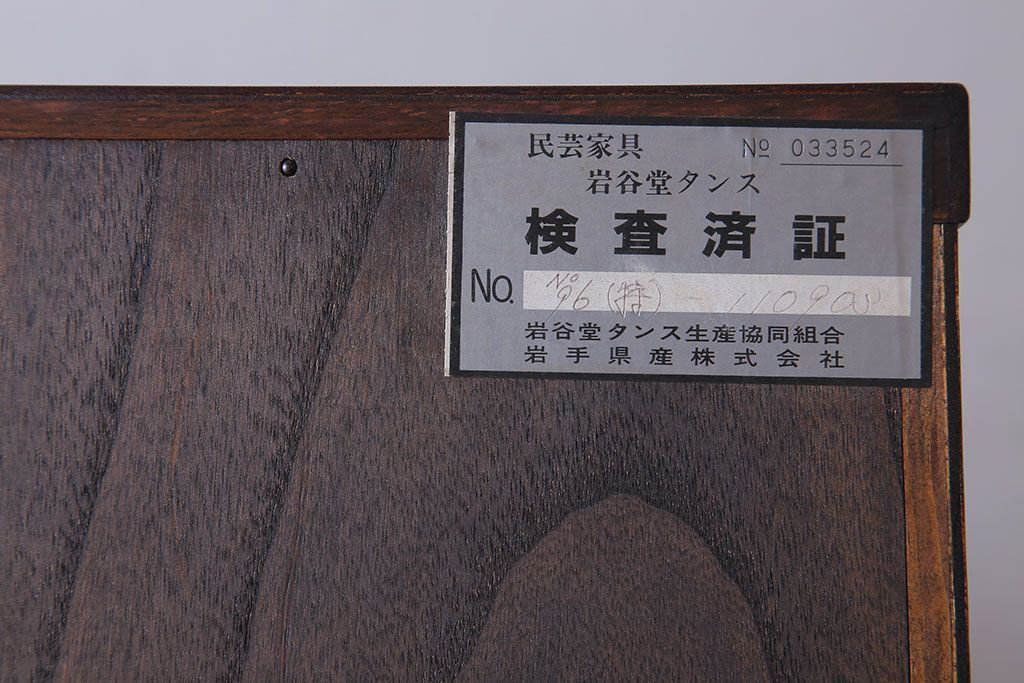 民芸家具 № 033524
岩谷堂タンス
検査済証
No. №96(特)-110908
岩谷堂タンス生産協同組合
岩手県産株式会社